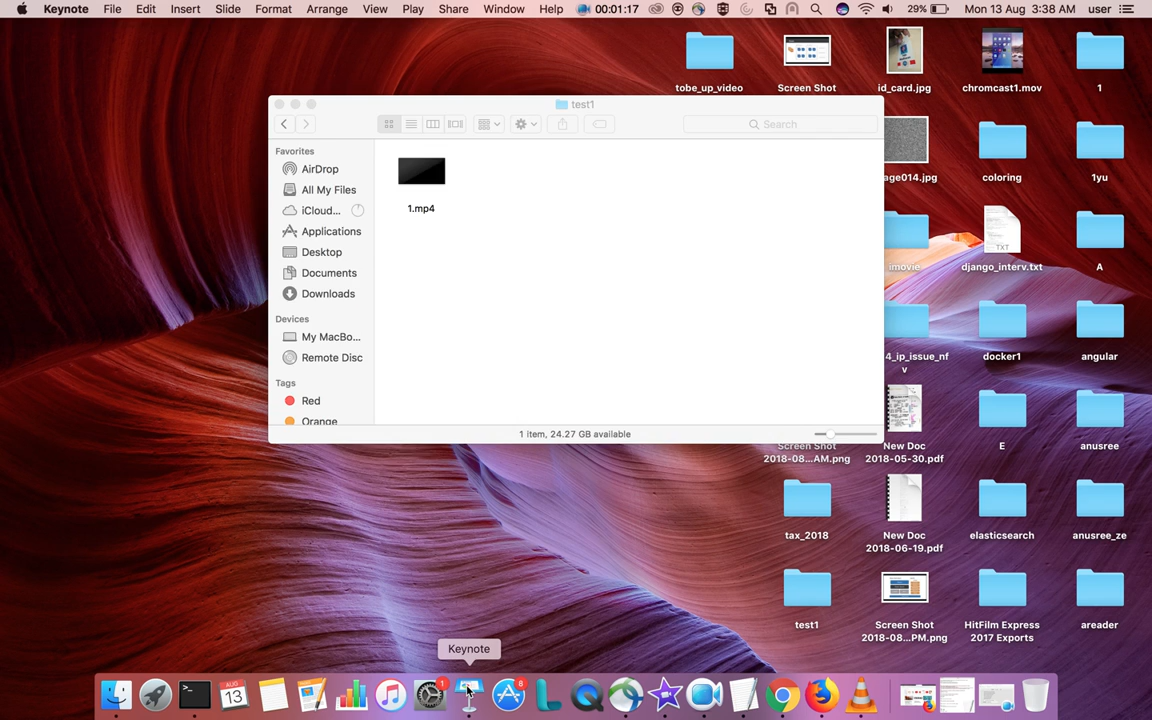 Keynote File Edit Insert Slide Format Arrange View Play Share Window Help 00:01:17 29% Mon 13 Aug 3:38 AM user
tobe_up_video
Screen Shot
id_card.jpg
chromcast1.mov
1
test1
Search
Favorites
AirDrop
All My Files
iCloud...
Applications
Desktop
Documents
Downloads
Devices
My MacBo...
Remote Disc
Tags
Red
Orange
1.mp4
1 item, 24.27 GB available
age014.jpg
coloring
1yu
imovie
django_interv.txt
TXT
A
4_ip_issue_nf
v
docker1
angular
Screen Shot
2018-08...AM.png
New Doc
2018-05-30.pdf
E
anusree
tax_2018
New Doc
2018-06-19.pdf
elasticsearch
anusree_ze
test1
Screen Shot
2018-08...PM.png
HitFilm Express
2017 Exports
areader
Keynote
AUG
13
1
8